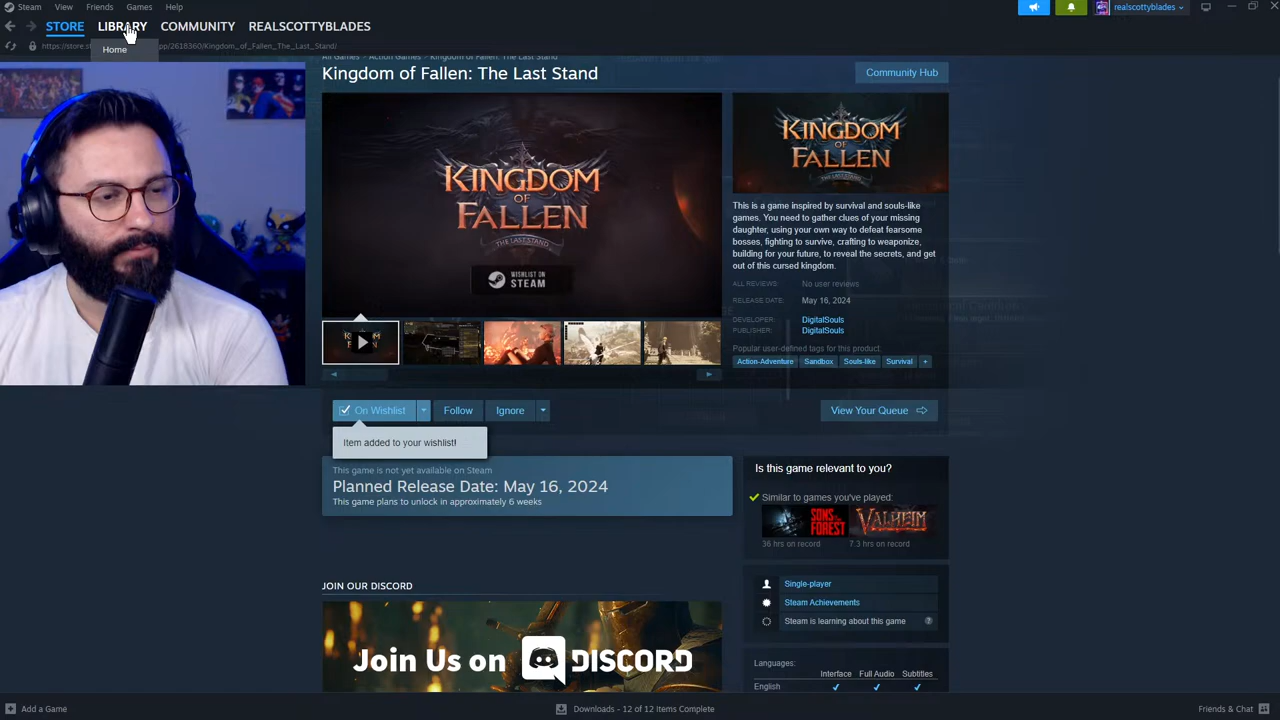 Steam View Friends Games Help
realscottyblades
STORE LIBRARY COMMUNITY REALSCOTTYBLADES
Home
All Games > Action Games > Kingdom of Fallen: The Last Stand
Kingdom of Fallen: The Last Stand
Community Hub
KINGDOM
OF
FALLEN
THE LAST STAND
WISHLIST ON
STEAM
KINGDOM
OF
FALLEN
THE LAST STAND
This is a game inspired by survival and souls-like
games. You need to gather clues of your missing
daughter, using your own way to defeat fearsome
bosses, fighting to survive, crafting to weaponize,
building for your future, to reveal the secrets, and get
out of this cursed kingdom.
ALL REVIEWS: No user reviews
RELEASE DATE: May 16, 2024
DEVELOPER: DigitalSouls
PUBLISHER: DigitalSouls
Popular user-defined tags for this product:
Action-Adventure Sandbox Souls-like Survival +
On Wishlist Follow Ignore
View Your Queue
Item added to your wishlist!
This game is not yet available on Steam
Planned Release Date: May 16, 2024
This game plans to unlock in approximately 6 weeks
Is this game relevant to you?
Similar to games you've played:
SONS OF THE FOREST
VALHEIM
36 hrs on record 7.3 hrs on record
JOIN OUR DISCORD
Join Us on DISCORD
Single-player
Steam Achievements
Steam is learning about this game ?
Languages:
Interface Full Audio Subtitles
English ✓ ✓ ✓
Add a Game
Downloads - 12 of 12 Items Complete
Friends & Chat